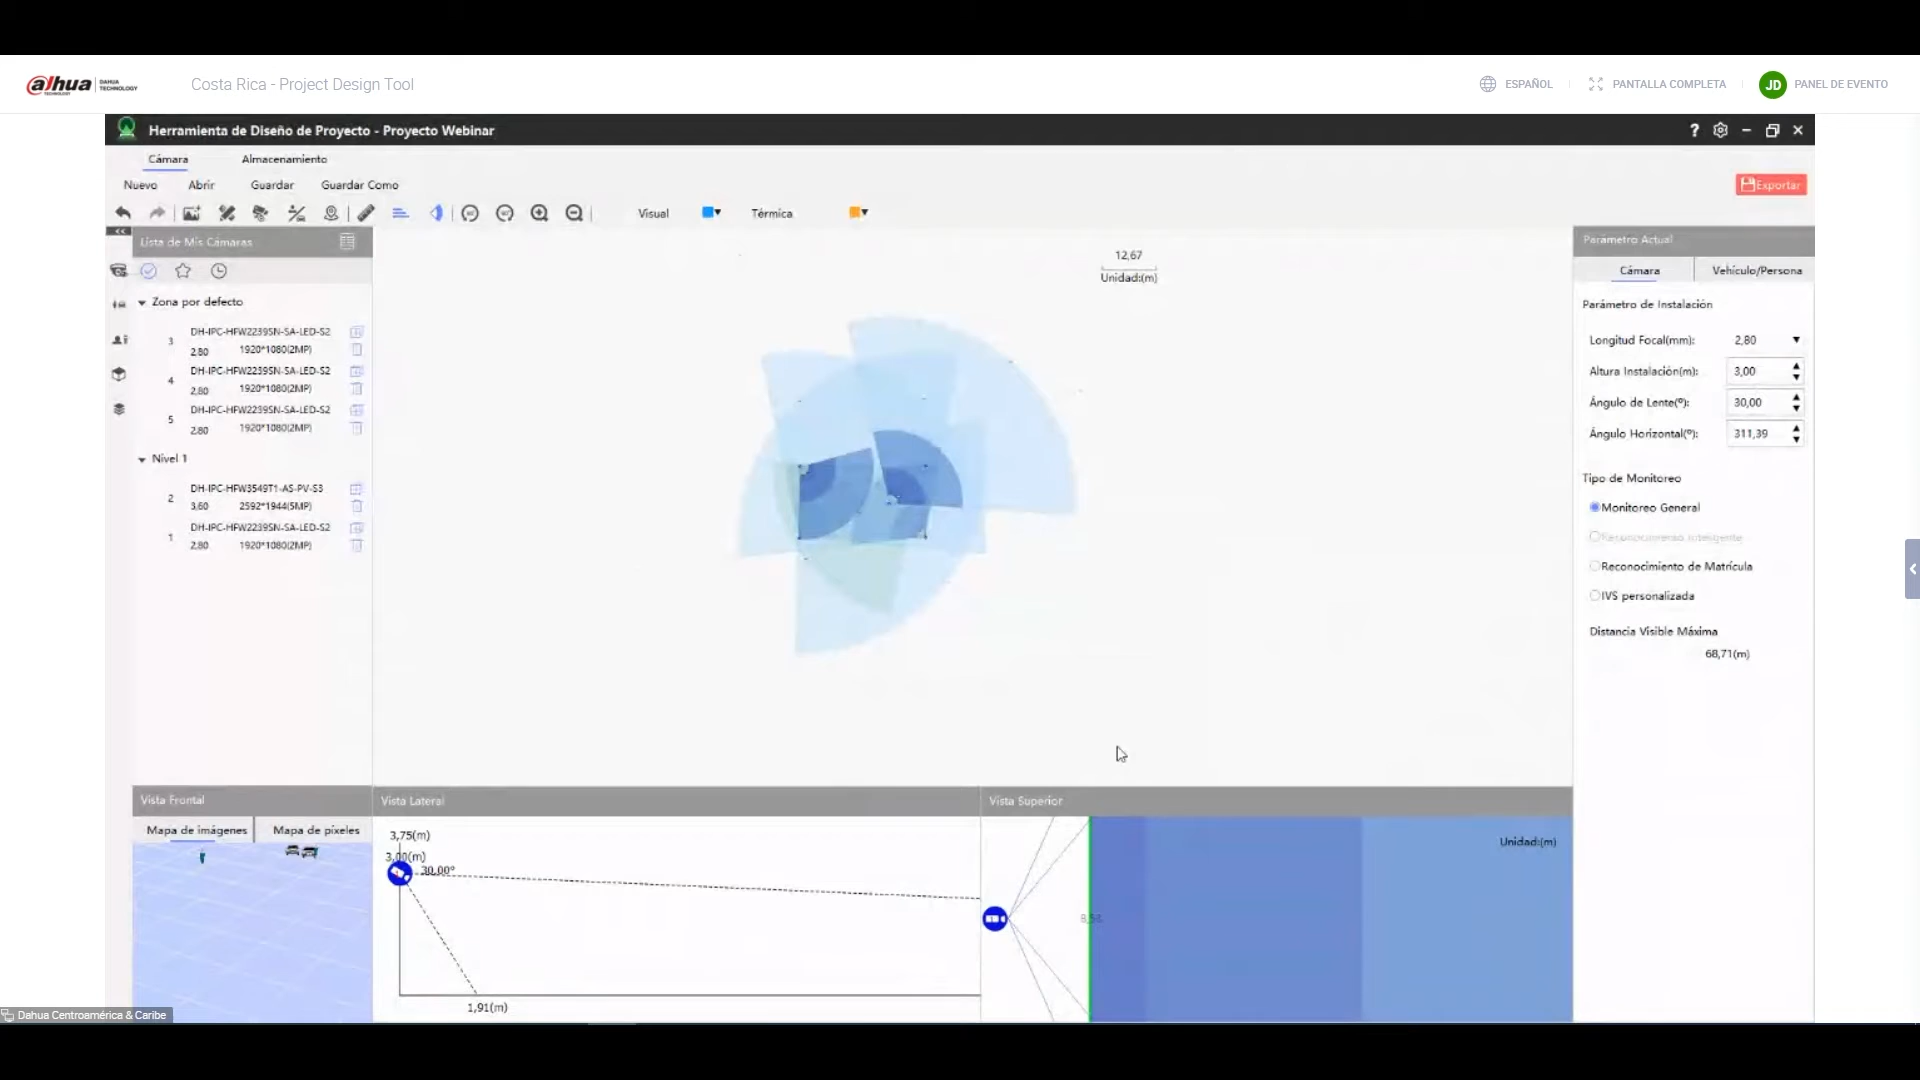 alhua DAHUA TECHNOLOGY
Costa Rica - Project Design Tool
ESPAÑOL
PANTALLA COMPLETA
JD
PANEL DE EVENTO
Herramienta de Diseño de Proyecto - Proyecto Webinar
Cámara
Almacenamiento
Nuevo
Abrir
Guardar
Guardar Como
Exportar
Visual
Térmica
Lista de Mis Cámaras
Zona por defecto
3
DH-IPC-HFW2239SN-SA-LED-S2
2,80 1920*1080(2MP)
4
DH-IPC-HFW2239SN-SA-LED-S2
2,80 1920*1080(2MP)
5
DH-IPC-HFW2239SN-SA-LED-S2
2,80 1920*1080(2MP)
Nivel 1
2
DH-IPC-HFW3549T1-AS-PV-S3
3,60 2592*1944(5MP)
1
DH-IPC-HFW2239SN-SA-LED-S2
2,80 1920*1080(2MP)
12,67
Unidad:(m)
Parámetro Actual
Cámara
Vehículo/Persona
Parámetro de Instalación
Longitud Focal(mm): 2,80
Altura Instalación(m): 3,00
Ángulo de Lente(º): 30,00
Ángulo Horizontal(º): 311,39
Tipo de Monitoreo
Monitoreo General
Reconocimiento Inteligente
Reconocimiento de Matrícula
IVS personalizada
Distancia Visible Máxima
68,71(m)
Vista Frontal
Mapa de imágenes
Mapa de píxeles
Vista Lateral
3,75(m)
3,00(m)
30,00°
1,91(m)
Vista Superior
Unidad:(m)
Dahua Centroamérica & Caribe